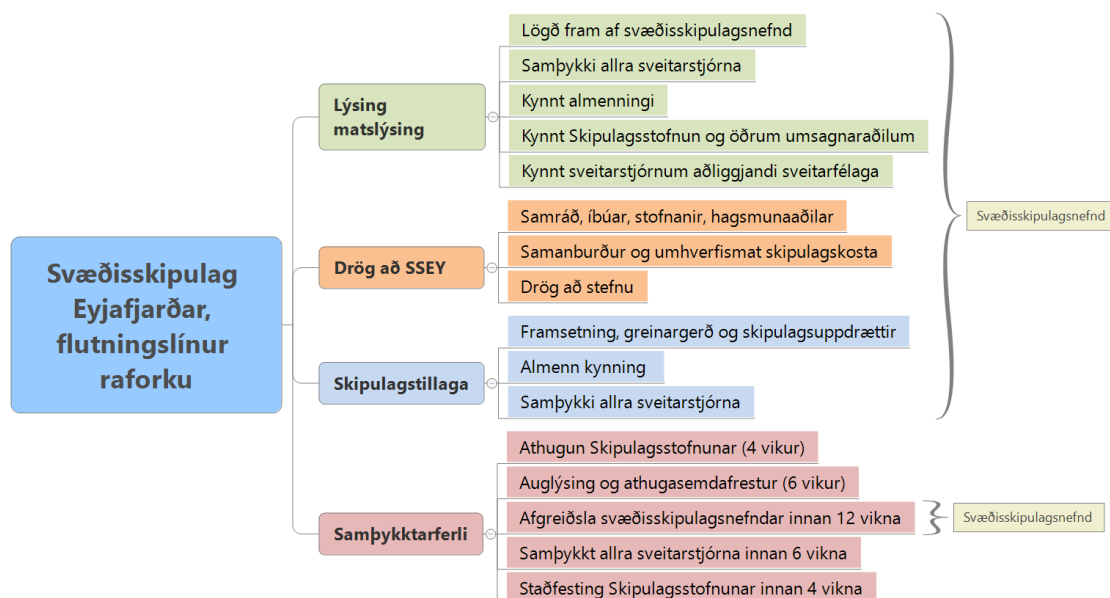 Svæðisskipulag
Eyjafjarðar,
flutningslínur
raforku
Lýsing
matslýsing
Lögð fram af svæðisskipulagsnefnd
Samþykki allra sveitarstjórna
Kynnt almenningi
Kynnt Skipulagsstofnun og öðrum umsagnaraðilum
Kynnt sveitarstjórnum aðliggjandi sveitarfélaga
Drög að SSEY
Samráð, íbúar, stofnanir, hagsmunaaðilar
Samanburður og umhverfismat skipulagskosta
Drög að stefnu
Skipulagstillaga
Framsetning, greinargerð og skipulagsuppdrættir
Almenn kynning
Samþykki allra sveitarstjórna
Svæðisskipulagsnefnd
Samþykktarferli
Athugun Skipulagsstofnunar (4 vikur)
Auglýsing og athugasemdafrestur (6 vikur)
Afgreiðsla svæðisskipulagsnefndar innan 12 vikna
Samþykkt allra sveitarstjórna innan 6 vikna
Staðfesting Skipulagsstofnunar innan 4 vikna
Svæðisskipulagsnefnd